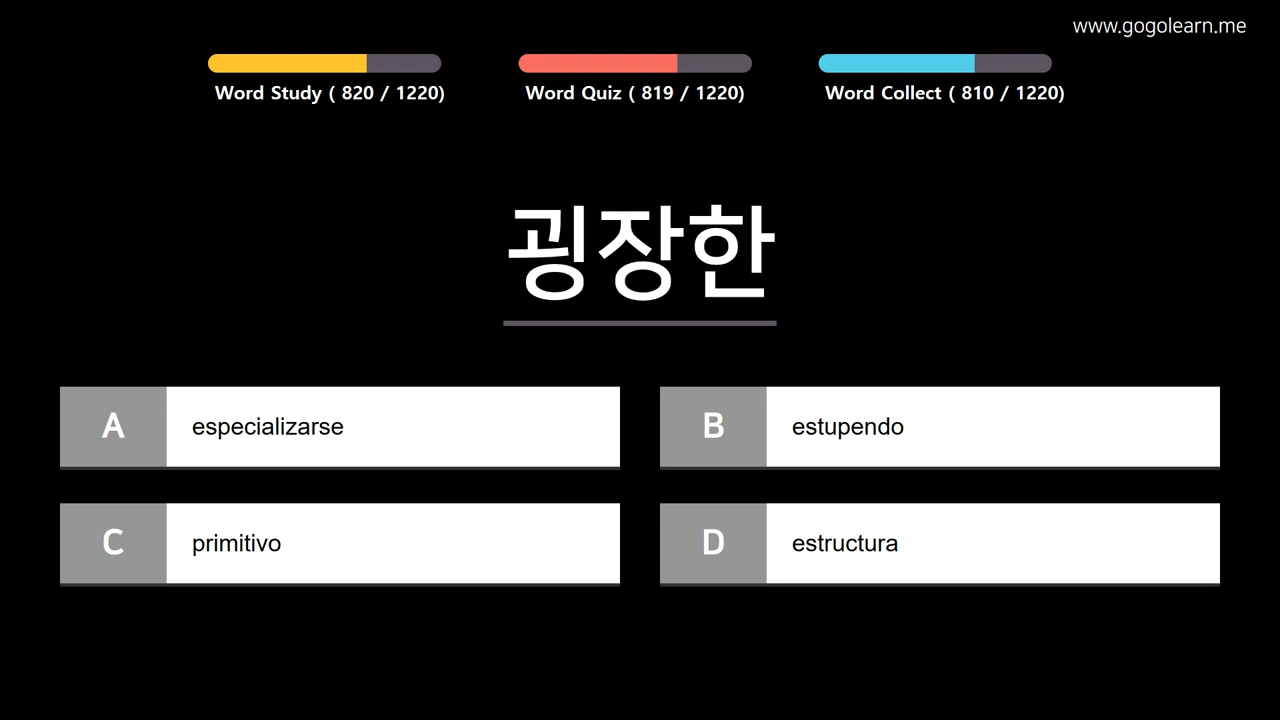 www.gogolearn.me
Word Study ( 820 / 1220)
Word Quiz ( 819 / 1220)
Word Collect ( 810 / 1220)
굉장한
A especializarse
B estupendo
C primitivo
D estructura